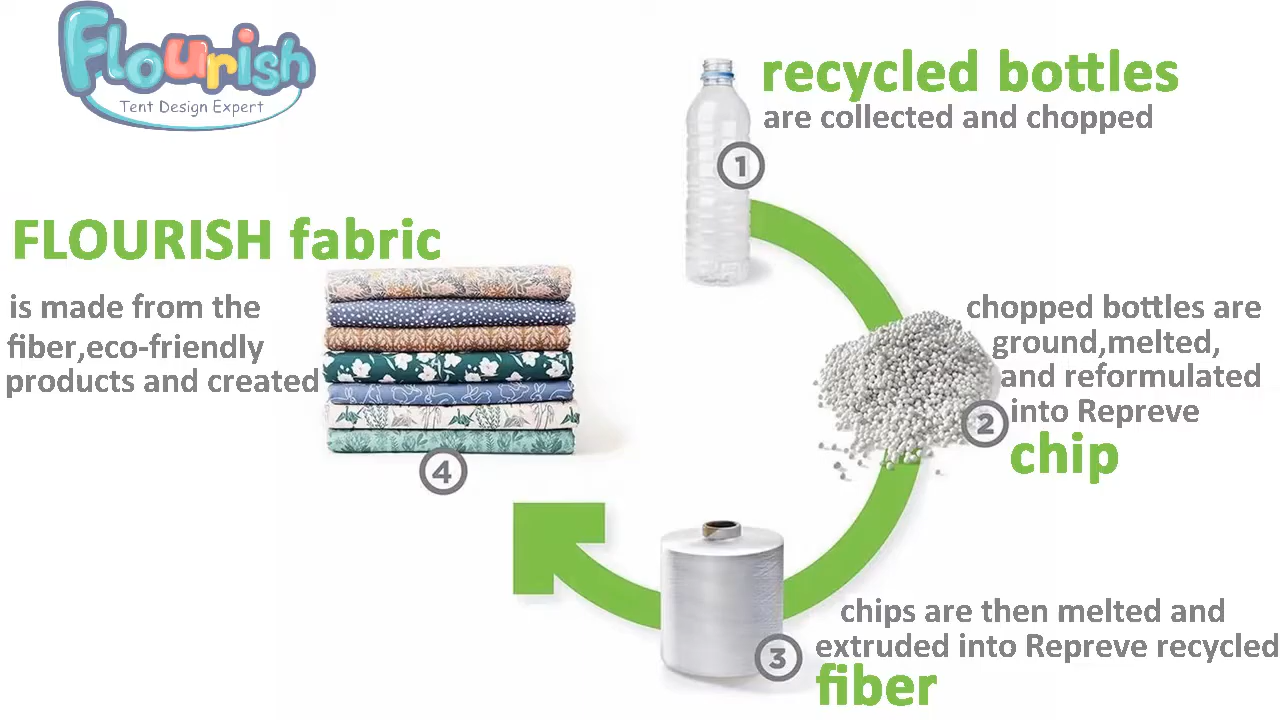 Flourish
Tent Design Expert
recycled bottles
are collected and chopped
1
chopped bottles are
ground,melted,
and reformulated
2
into Repreve
chip
chips are then melted and
extruded into Repreve recycled
3
fiber
FLOURISH fabric
is made from the
fiber,eco-friendly
products and created
4